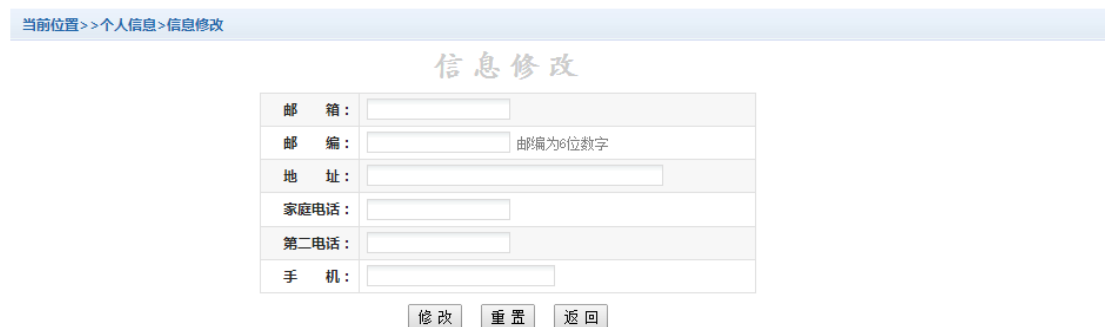 当前位置>>个人信息>信息修改
信息修改
邮 箱：
邮 编： 邮编为6位数字
地 址：
家庭电话：
第二电话：
手 机：
修改 重置 返回